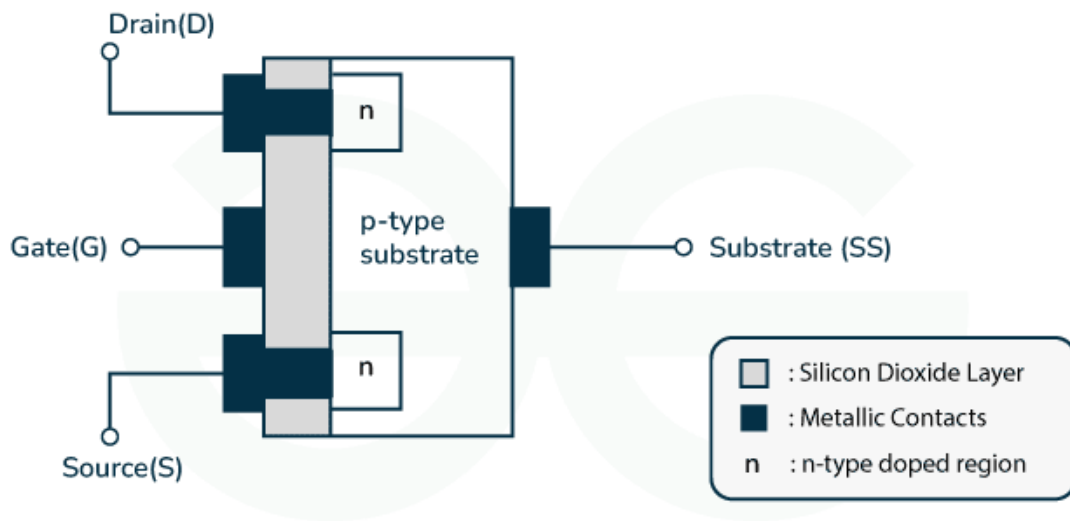 Drain(D)
n
Gate(G)
p-type
substrate
Substrate (SS)
n
Source(S)
: Silicon Dioxide Layer
: Metallic Contacts
n : n-type doped region